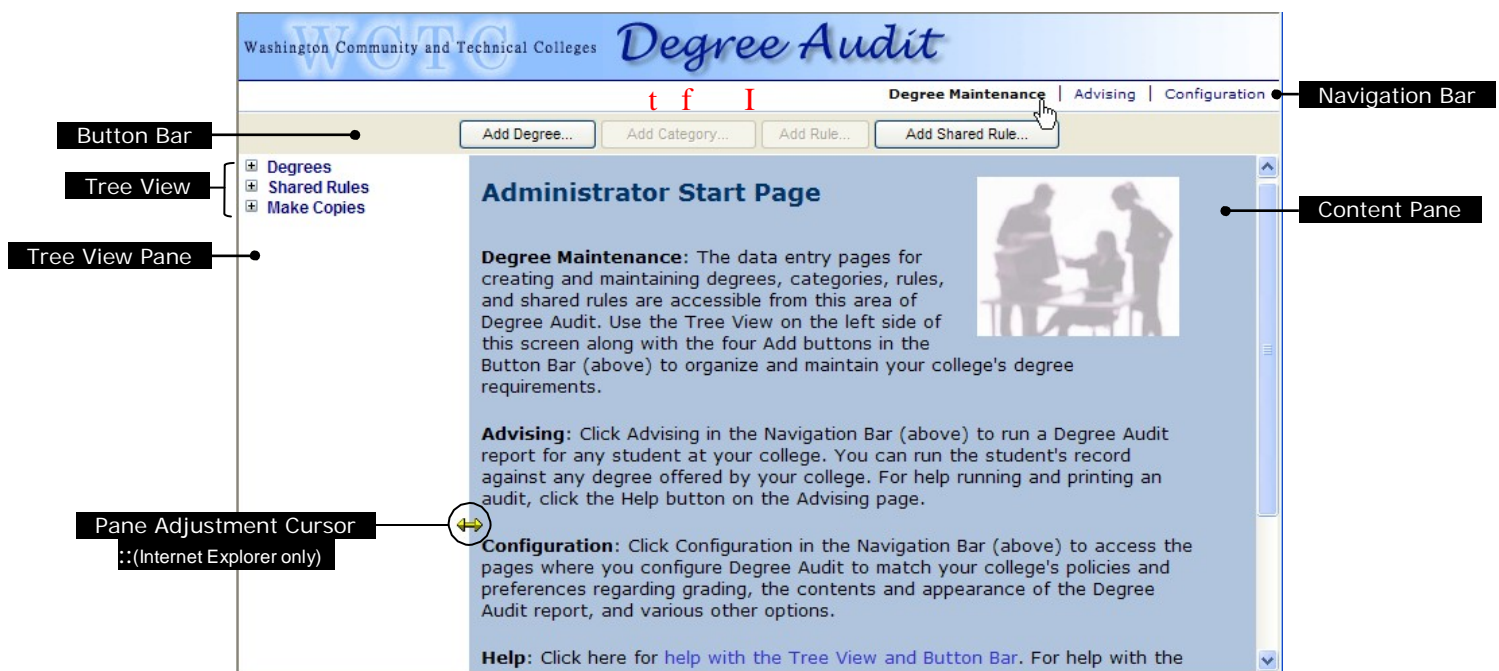 WCTC
Washington Community and Technical Colleges Degree Audit
t f I
Degree Maintenance | Advising | Configuration
Navigation Bar
Button Bar
Add Degree... Add Category... Add Rule... Add Shared Rule...
Tree View
Degrees
Shared Rules
Make Copies
Tree View Pane
Content Pane
Administrator Start Page
Degree Maintenance: The data entry pages for
creating and maintaining degrees, categories, rules,
and shared rules are accessible from this area of
Degree Audit. Use the Tree View on the left side of
this screen along with the four Add buttons in the
Button Bar (above) to organize and maintain your college's degree
requirements.
Advising: Click Advising in the Navigation Bar (above) to run a Degree Audit
report for any student at your college. You can run the student's record
against any degree offered by your college. For help running and printing an
audit, click the Help button on the Advising page.
Pane Adjustment Cursor
::(Internet Explorer only)
Configuration: Click Configuration in the Navigation Bar (above) to access the
pages where you configure Degree Audit to match your college's policies and
preferences regarding grading, the contents and appearance of the Degree
Audit report, and various other options.
Help: Click here for help with the Tree View and Button Bar. For help with the